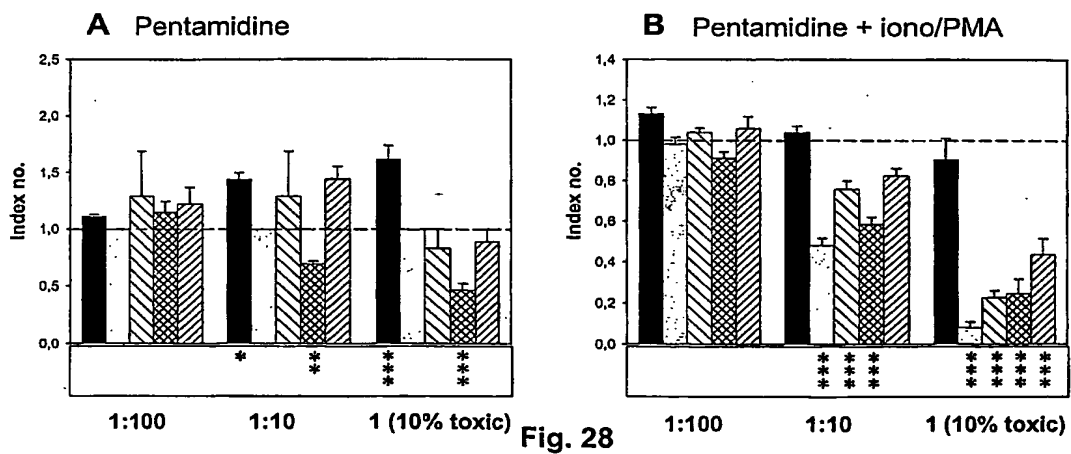 A Pentamidine
Index no.
2,5
2,0
1,5
1,0
0,5
0,0
* ** *** ***
1:100 1:10 1 (10% toxic)
B Pentamidine + iono/PMA
Index no.
1,4
1,2
1,0
0,8
0,6
0,4
0,2
0,0
*** *** *** *** *** *** ***
1:100 1:10 1 (10% toxic)
Fig. 28